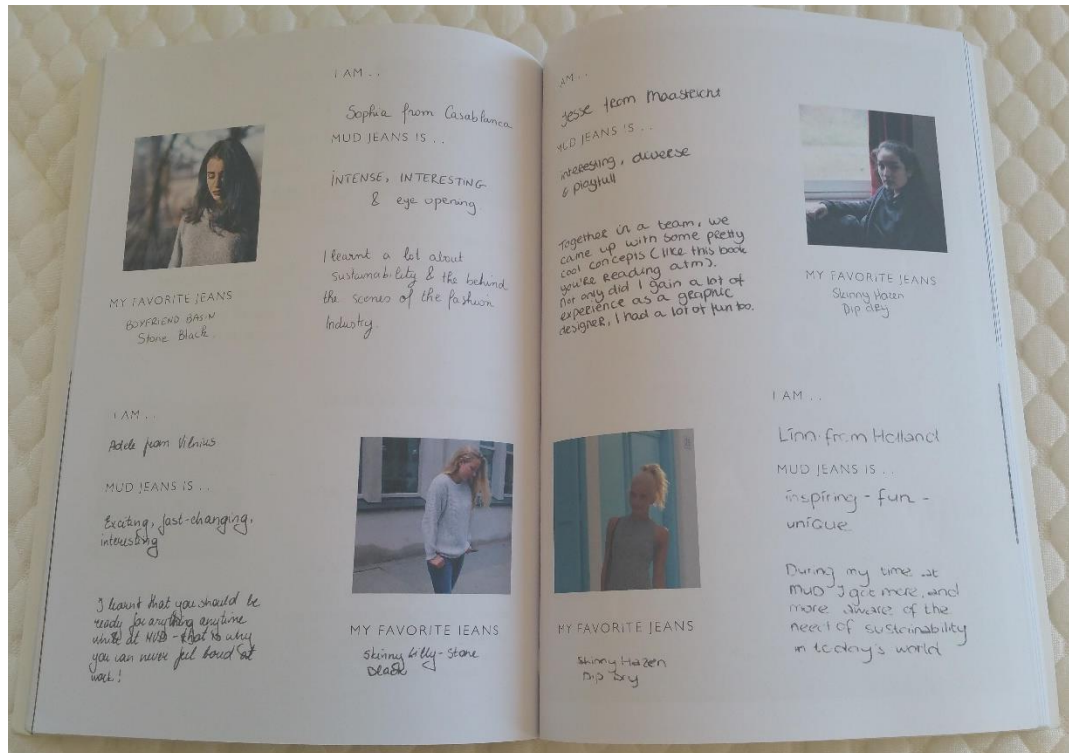 I AM . .
Sophia from Casablanca
MUD JEANS IS . .
INTENSE, INTERESTING
& eye opening
I learnt a lot about
sustainability & the behind
the scenes of the fashion
Industry.
MY FAVORITE JEANS
BOYFRIEND BASIN
Stone Black.
I AM . .
Adele from Vilnius
MUD JEANS IS . .
Exciting, fast-changing,
interesting
I learnt that you should be
ready for anything anytime
while at MUD - that is why
you can never feel bored at
work!
MY FAVORITE JEANS
skinny Lilly - stone
black
AM . .
Jesse from Maastricht
MUD JEANS IS . .
interesting, diverse
& playfull
Together in a team, we
came up with some pretty
cool concepts (like this book
you're reading atm).
Not only did I gain a lot of
experience as a graphic
designer, I had a lot of fun too.
MY FAVORITE JEANS
Skinny Hazen
Dip dry
I AM . .
Linn from Holland
MUD JEANS IS . .
inspiring - fun -
unique
During my time at
MUD I got more, and
more aware of the
need of sustainability
in today's world
MY FAVORITE JEANS
Skinny Hazen
Dip Dry